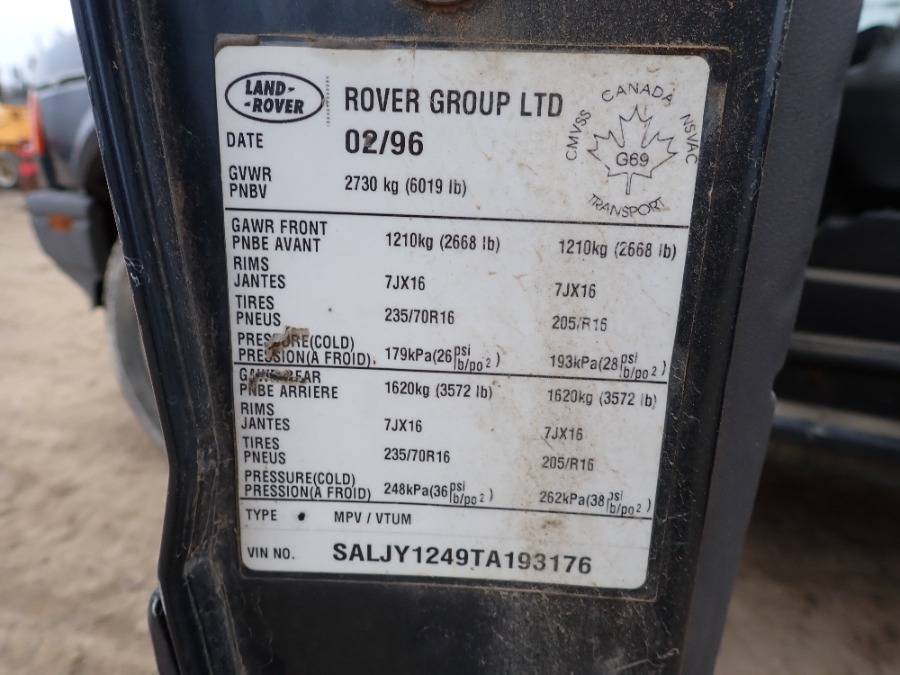 LAND-
-ROVER
ROVER GROUP LTD
DATE 02/96
GVWR
PNBV 2730 kg (6019 lb)
CMVSS CANADA NSVAC
G69
TRANSPORT
GAWR FRONT
PNBE AVANT 1210kg (2668 lb) 1210kg (2668 lb)
RIMS
JANTES 7JX16 7JX16
TIRES
PNEUS 235/70R16 205/R16
PRESSURE(COLD)
PRESSION(A FROID). 179kPa(26 psi lb/po²) 193kPa(28 psi lb/po²)
GAWR REAR
PNBE ARRIERE 1620kg (3572 lb) 1620kg (3572 lb)
RIMS
JANTES 7JX16 7JX16
TIRES
PNEUS 235/70R16 205/R16
PRESSURE(COLD)
PRESSION(A FROID) 248kPa(36 psi lb/po²) 262kPa(38 psi lb/po²)
TYPE • MPV / VTUM
VIN NO. SALJY1249TA193176